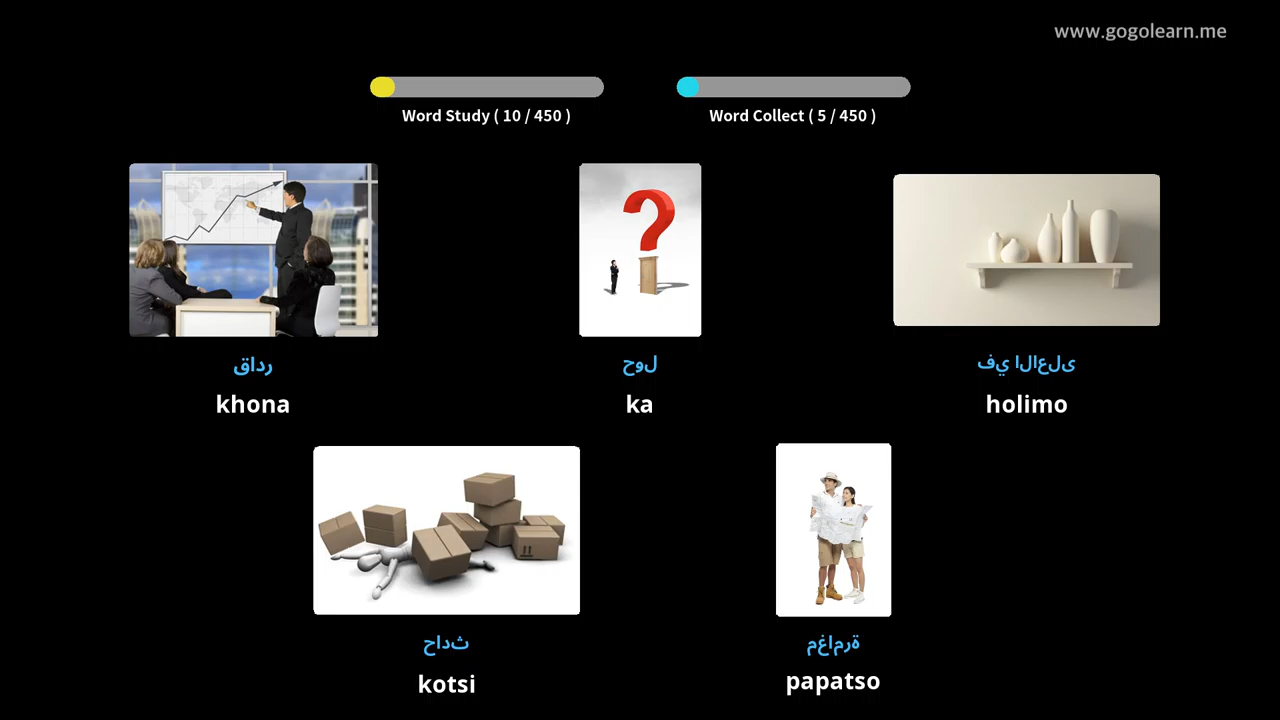 www.gogolearn.me
Word Study ( 10 / 450 )
Word Collect ( 5 / 450 )
قادر
حول
في الاعلى
khona
ka
holimo
حادث
مغامرة
kotsi
papatso